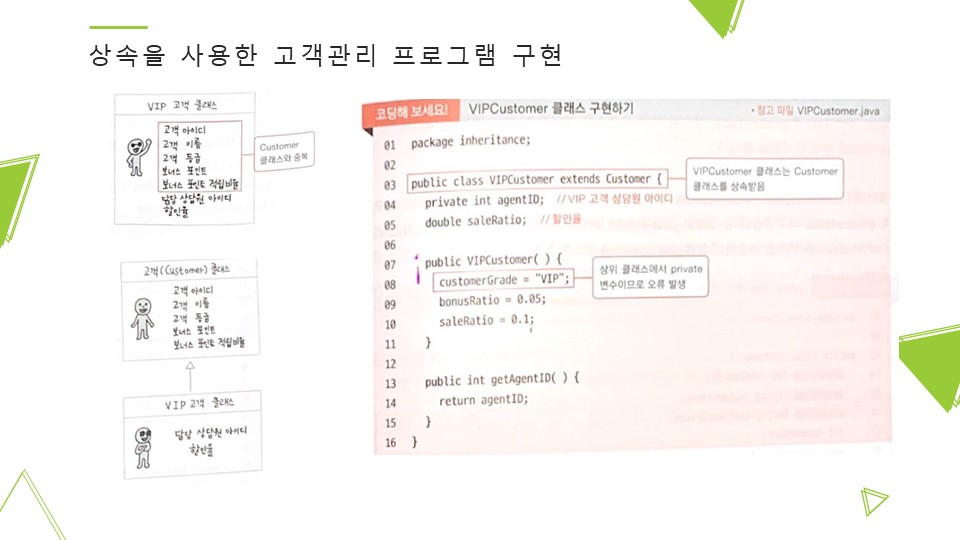 상속을 사용한 고객관리 프로그램 구현
VIP 고객 클래스
고객 아이디
고객 이름
고객 등급
보너스 포인트
보너스 포인트 적립비율
담당 상담원 아이디
할인율
Customer
클래스와 중복
고객(Customer) 클래스
고객 아이디
고객 이름
고객 등급
보너스 포인트
보너스 포인트 적립비율
VIP 고객 클래스
담당 상담원 아이디
할인율
코딩해 보세요! VIPCustomer 클래스 구현하기 • 참고 파일 VIPCustomer.java
01 package inheritance;
02
03 public class VIPCustomer extends Customer {
VIPCustomer 클래스는 Customer
클래스를 상속받음
04 private int agentID; //VIP 고객 상담원 아이디
05 double saleRatio; //할인율
06
07 public VIPCustomer( ) {
08 customerGrade = "VIP";
상위 클래스에서 private
변수이므로 오류 발생
09 bonusRatio = 0.05;
10 saleRatio = 0.1;
11 }
12
13 public int getAgentID( ) {
14 return agentID;
15 }
16 }